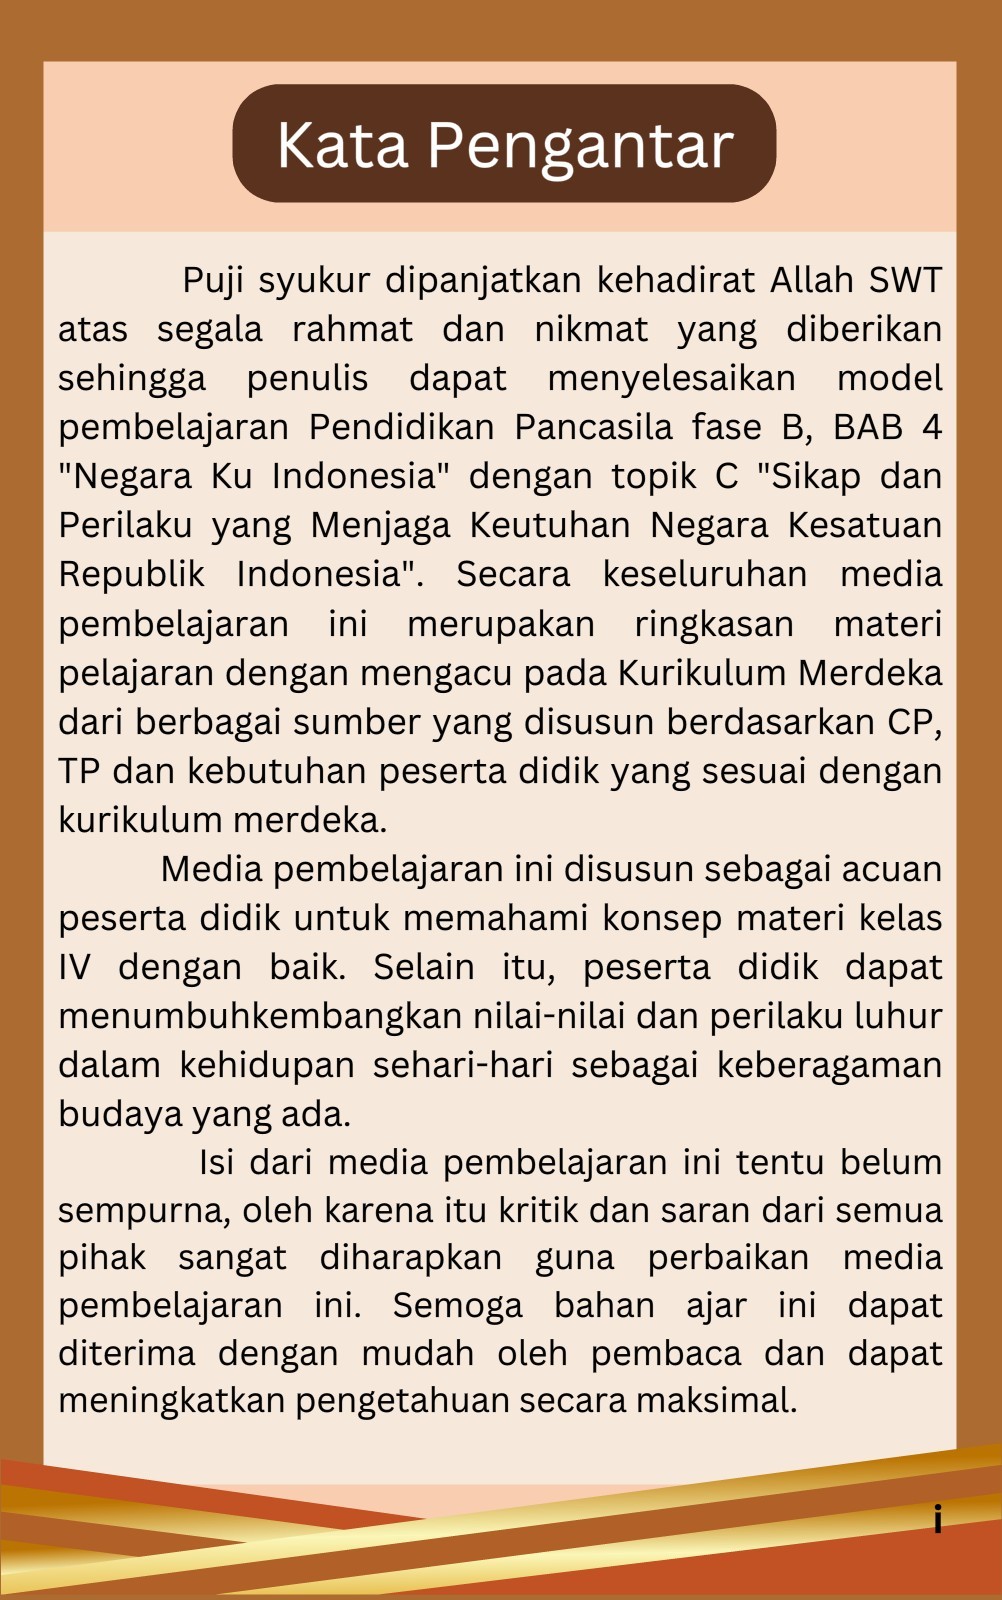 Kata Pengantar
Puji syukur dipanjatkan kehadirat Allah SWT
atas segala rahmat dan nikmat yang diberikan
sehingga penulis dapat menyelesaikan model
pembelajaran Pendidikan Pancasila fase B, BAB 4
"Negara Ku Indonesia" dengan topik C "Sikap dan
Perilaku yang Menjaga Keutuhan Negara Kesatuan
Republik Indonesia". Secara keseluruhan media
pembelajaran ini merupakan ringkasan materi
pelajaran dengan mengacu pada Kurikulum Merdeka
dari berbagai sumber yang disusun berdasarkan CP,
TP dan kebutuhan peserta didik yang sesuai dengan
kurikulum merdeka.
Media pembelajaran ini disusun sebagai acuan
peserta didik untuk memahami konsep materi kelas
IV dengan baik. Selain itu, peserta didik dapat
menumbuhkembangkan nilai-nilai dan perilaku luhur
dalam kehidupan sehari-hari sebagai keberagaman
budaya yang ada.
Isi dari media pembelajaran ini tentu belum
sempurna, oleh karena itu kritik dan saran dari semua
pihak sangat diharapkan guna perbaikan media
pembelajaran ini. Semoga bahan ajar ini dapat
diterima dengan mudah oleh pembaca dan dapat
meningkatkan pengetahuan secara maksimal.
i